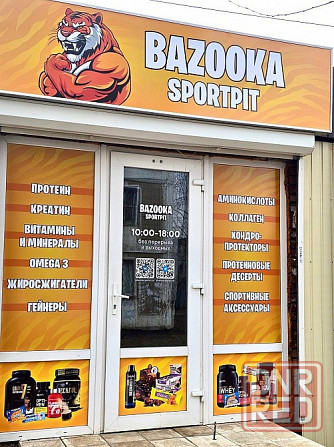 BAZOOKA
SPORTPIT
ПРОТЕИН
КРЕАТИН
ВИТАМИНЫ
И МИНЕРАЛЫ
OMEGA 3
ЖИРОСЖИГАТЕЛИ
ГЕЙНЕРЫ
BAZOOKA
SPORTPIT
10:00-18:00
без перерыва
и выходных
АМИНОКИСЛОТЫ
КОЛЛАГЕН
ХОНДРО-
ПРОТЕКТОРЫ
ПРОТЕИНОВЫЕ
ДЕСЕРТЫ
СПОРТИВНЫЕ
АКСЕССУАРЫ
WHEY
DNR
RED